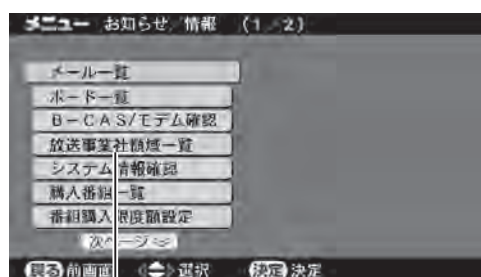 メニュー お知らせ/情報 (1/2)
メール一覧
ボード一覧
B-CAS/モデム確認
放送事業社領域一覧
システム情報確認
購入番組一覧
番組購入限度額設定
次ページ
戻る 前画面 選択 決定 決定